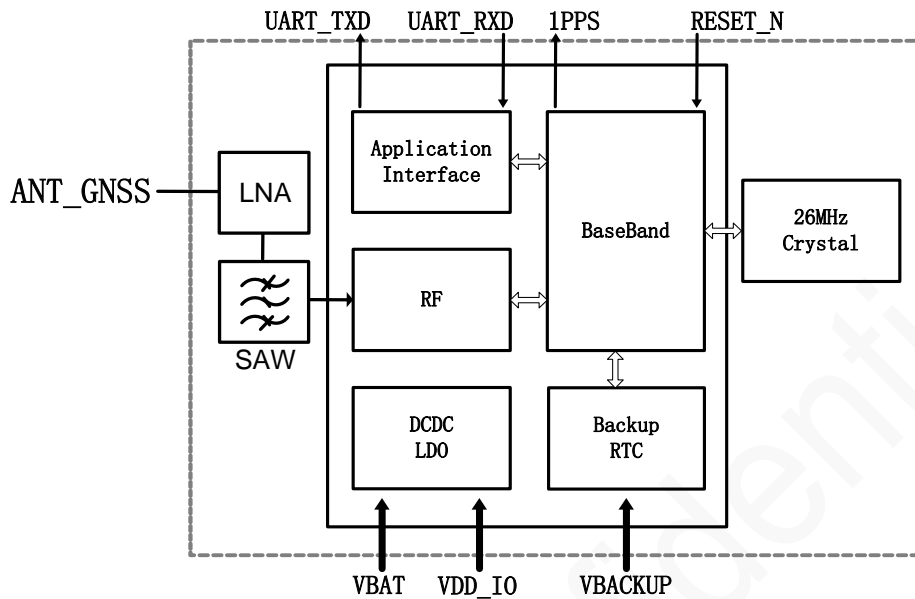 UART_TXD UART_RXD 1PPS RESET_N
Application
Interface
ANT_GNSS
LNA
BaseBand
26MHz
Crystal
RF
SAW
DCDC
LDO
Backup
RTC
VBAT VDD_IO VBACKUP